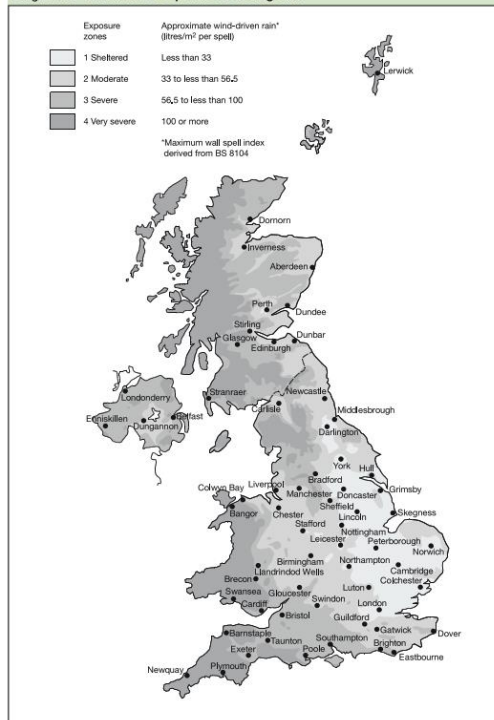 Exposure zones
Approximate wind-driven rain*
(litres/m² per spell)
1 Sheltered
Less than 33
2 Moderate
33 to less than 56.5
3 Severe
56.5 to less than 100
4 Very severe
100 or more
*Maximum wall spell index
derived from BS 8104
Lerwick
Dornorn
Inverness
Aberdeen
Perth
Dundee
Stirling
Glasgow
Edinburgh
Dunbar
Stranraer
Newcastle
Carlisle
Londonderry
Belfast
Enniskillen
Dungannon
Middlesbrough
Darlington
York
Hull
Bradford
Grimsby
Colwyn Bay
Liverpool
Manchester
Doncaster
Sheffield
Bangor
Chester
Lincoln
Skegness
Stafford
Nottingham
Leicester
Peterborough
Norwich
Birmingham
Northampton
Cambridge
Llandrindod Wells
Brecon
Colchester
Swansea
Gloucester
Luton
Swindon
London
Cardiff
Bristol
Guildford
Gatwick
Dover
Barnstaple
Taunton
Southampton
Brighton
Exeter
Poole
Eastbourne
Newquay
Plymouth